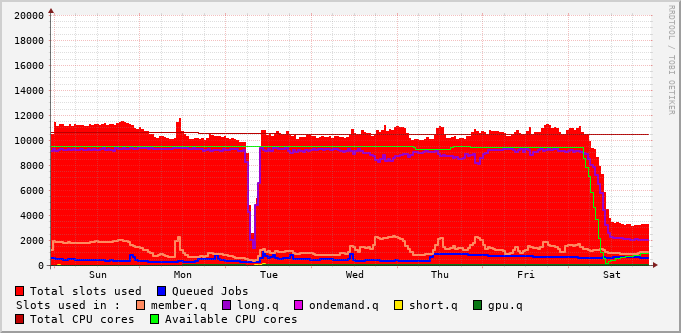 20000
18000
16000
14000
12000
10000
8000
6000
4000
2000
0
Sun Mon Tue Wed Thu Fri Sat
RRDTOOL / TOBI OETIKER
Total slots used Queued Jobs
Slots used in : member.q long.q ondemand.q short.q gpu.q
Total CPU cores Available CPU cores